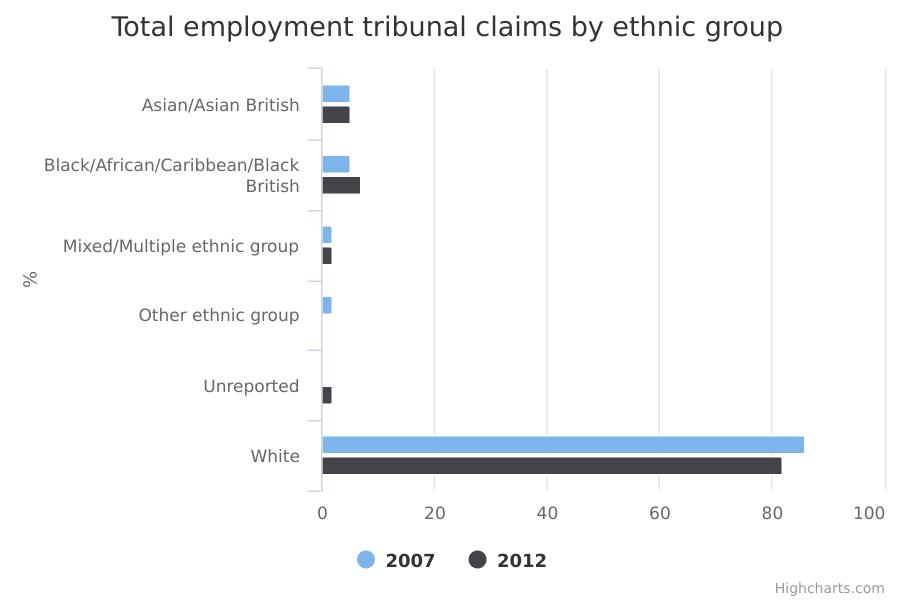 Total employment tribunal claims by ethnic group
Asian/Asian British
Black/African/Caribbean/Black
British
Mixed/Multiple ethnic group
%
Other ethnic group
Unreported
White
0 20 40 60 80 100
2007 2012
Highcharts.com